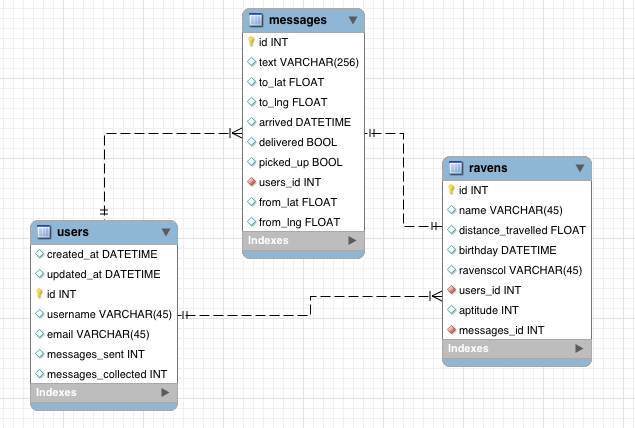 messages
id INT
text VARCHAR(256)
to_lat FLOAT
to_lng FLOAT
arrived DATETIME
delivered BOOL
picked_up BOOL
users_id INT
from_lat FLOAT
from_lng FLOAT
Indexes
ravens
id INT
name VARCHAR(45)
distance_travelled FLOAT
birthday DATETIME
ravenscol VARCHAR(45)
users_id INT
aptitude INT
messages_id INT
Indexes
users
created_at DATETIME
updated_at DATETIME
id INT
username VARCHAR(45)
email VARCHAR(45)
messages_sent INT
messages_collected INT
Indexes